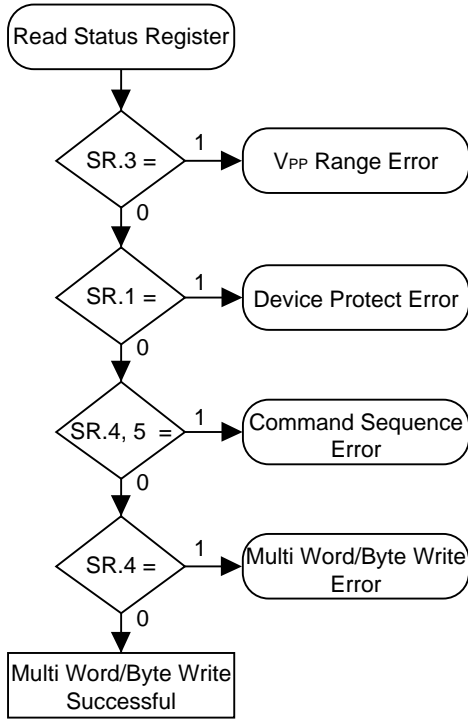 Read Status Register
SR.3 =
1
VPP Range Error
0
SR.1 =
1
Device Protect Error
0
SR.4, 5 =
1
Command Sequence
Error
0
SR.4 =
1
Multi Word/Byte Write
Error
0
Multi Word/Byte Write
Successful